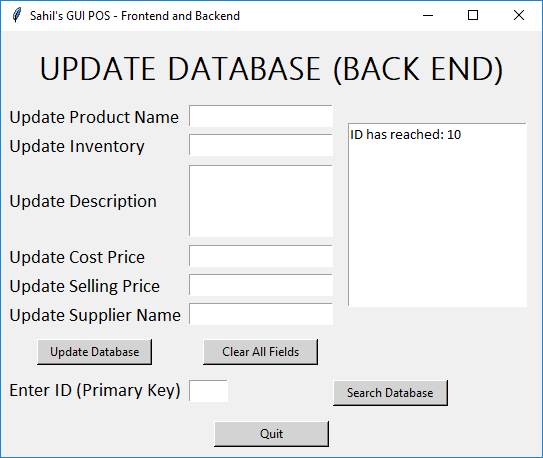 Sahil's GUI POS - Frontend and Backend
UPDATE DATABASE (BACK END)
Update Product Name
ID has reached: 10
Update Inventory
Update Description
Update Cost Price
Update Selling Price
Update Supplier Name
Update Database
Clear All Fields
Enter ID (Primary Key)
Search Database
Quit